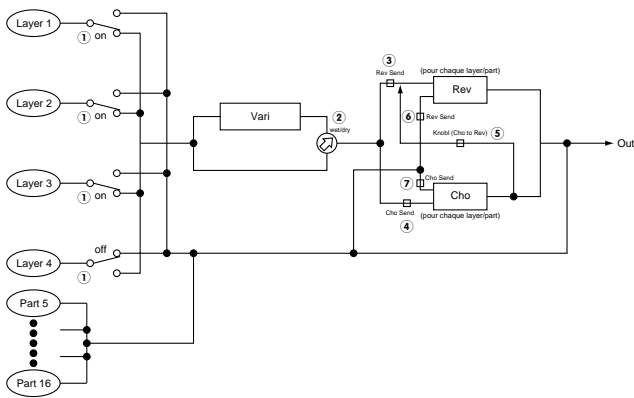 Layer 1
① on
Layer 2
① on
Layer 3
① on
off
Layer 4
①
Part 5
Part 16
Vari
②
wet/dry
③
Rev Send
(pour chaque layer/part)
Rev
⑥ Rev Send
Knobl (Cho to Rev) ⑤
⑦ Cho Send
Cho
Cho Send
④
(pour chaque layer/part)
Out